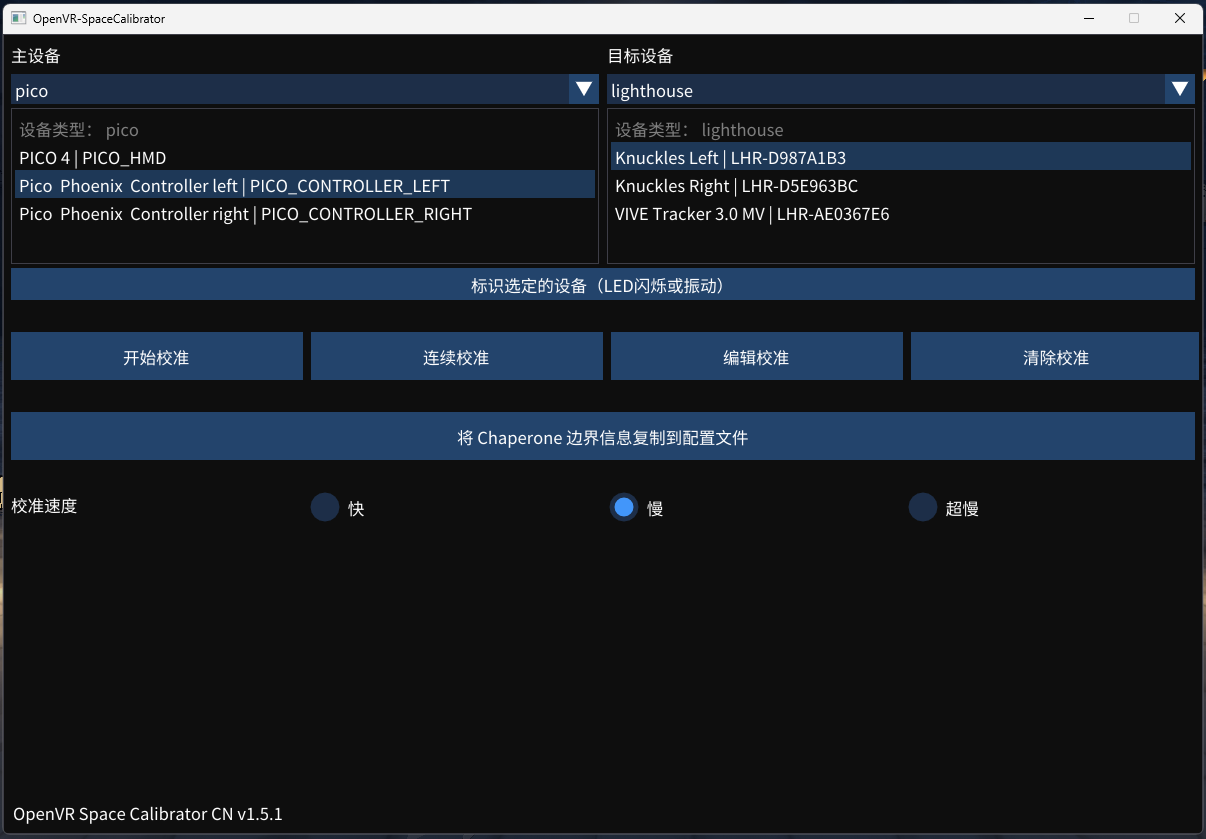 OpenVR-SpaceCalibrator
主设备
目标设备
pico
lighthouse
设备类型： pico
PICO 4 | PICO_HMD
Pico  Phoenix  Controller left | PICO_CONTROLLER_LEFT
Pico  Phoenix  Controller right | PICO_CONTROLLER_RIGHT
设备类型： lighthouse
Knuckles Left | LHR-D987A1B3
Knuckles Right | LHR-D5E963BC
VIVE Tracker 3.0 MV | LHR-AE0367E6
标识选定的设备（LED闪烁或振动）
开始校准
连续校准
编辑校准
清除校准
将 Chaperone 边界信息复制到配置文件
校准速度
快
慢
超慢
OpenVR Space Calibrator CN v1.5.1